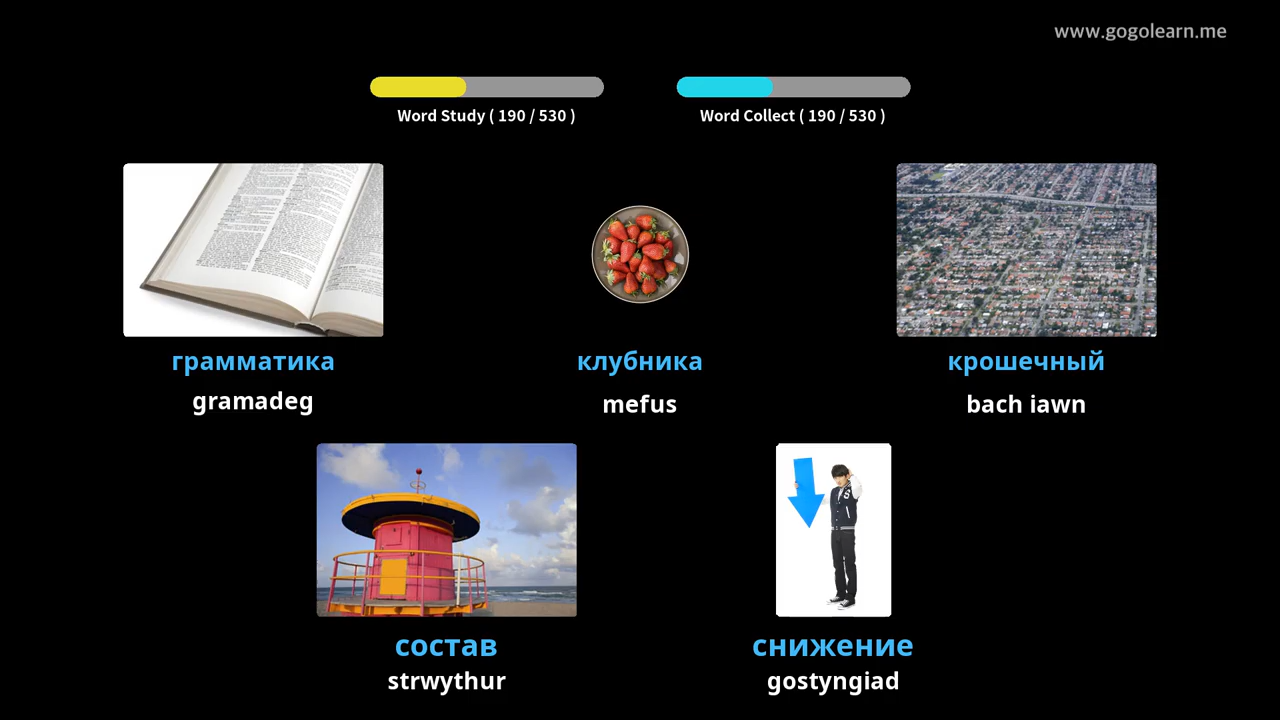 www.gogolearn.me
Word Study ( 190 / 530 )
Word Collect ( 190 / 530 )
грамматика
gramadeg
клубника
mefus
крошечный
bach iawn
состав
strwythur
снижение
gostyngiad